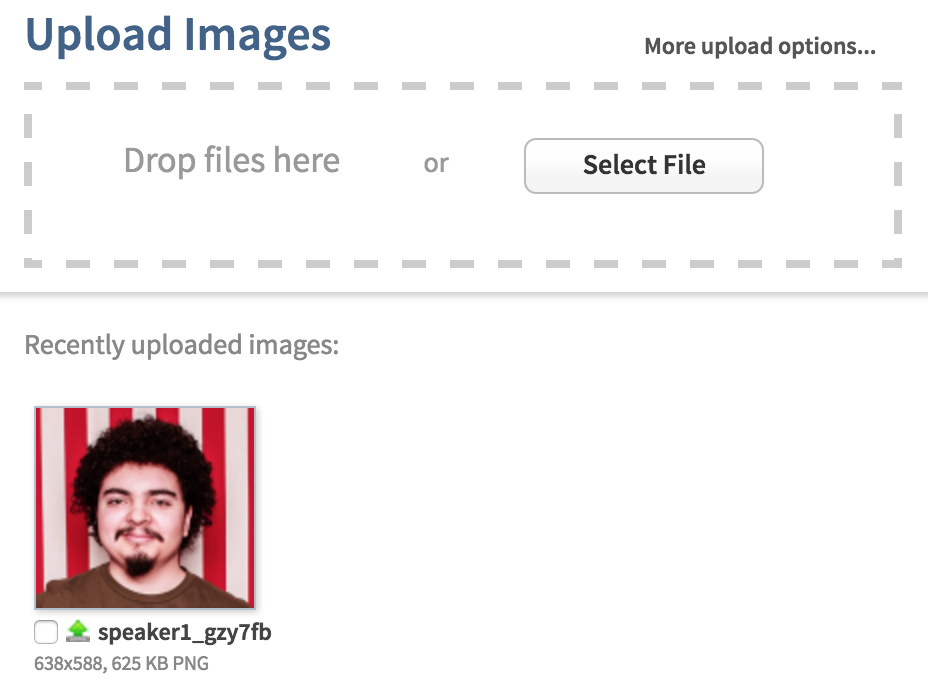 Upload Images
More upload options...
Drop files here or Select File
Recently uploaded images:
speaker1_gzy7fb
638x588, 625 KB PNG